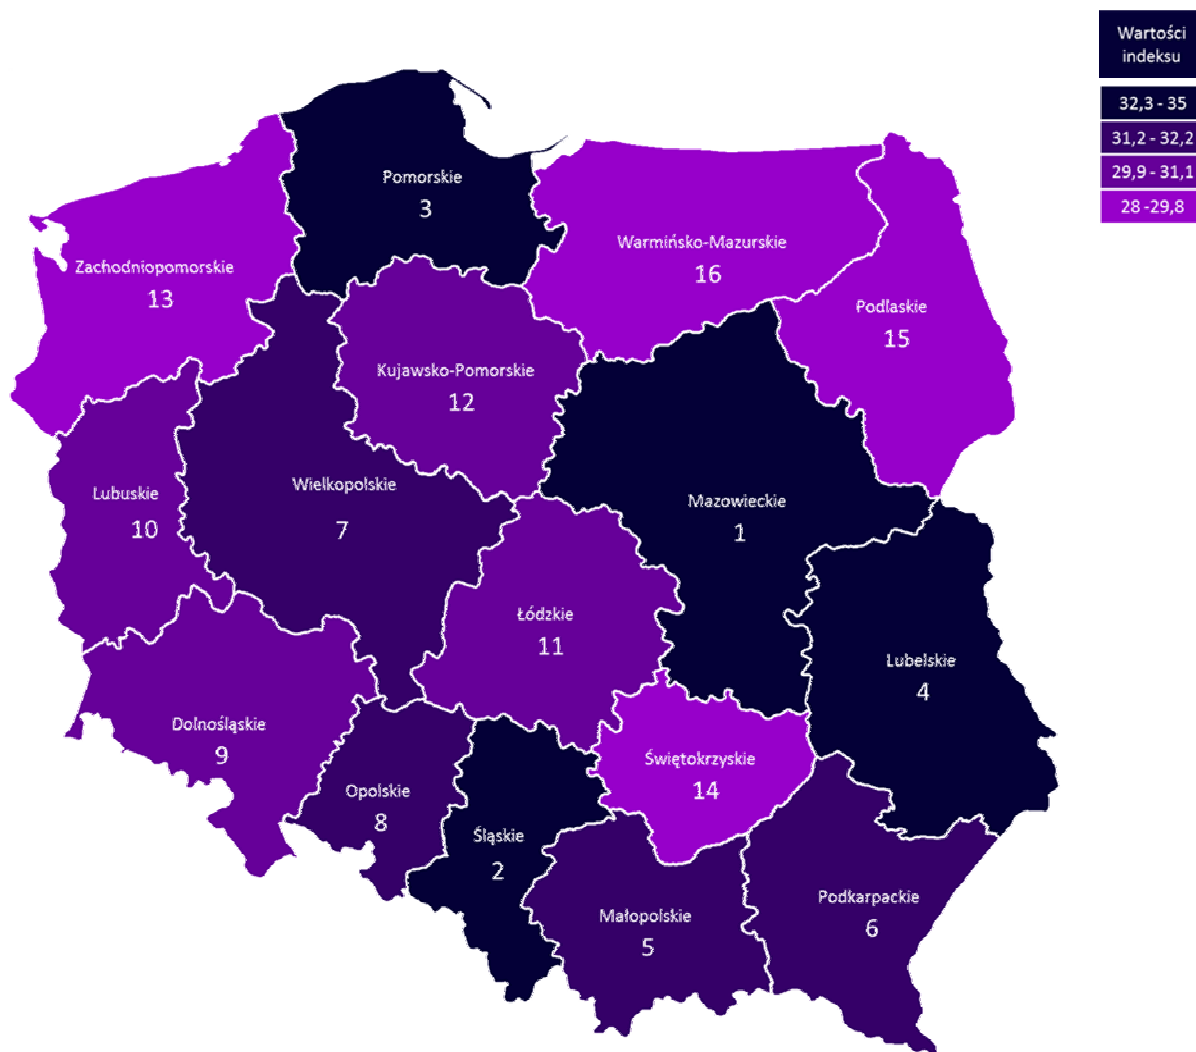 Wartości
indeksu
32,3 - 35
31,2 - 32,2
29,9 - 31,1
28 -29,8
Pomorskie
3
Warmińsko-Mazurskie
16
Zachodniopomorskie
13
Podlaskie
15
Kujawsko-Pomorskie
12
Wielkopolskie
7
Lubuskie
10
Mazowieckie
1
Łódzkie
11
Lubelskie
4
Dolnośląskie
9
Świętokrzyskie
14
Opolskie
8
Śląskie
2
Podkarpackie
6
Małopolskie
5